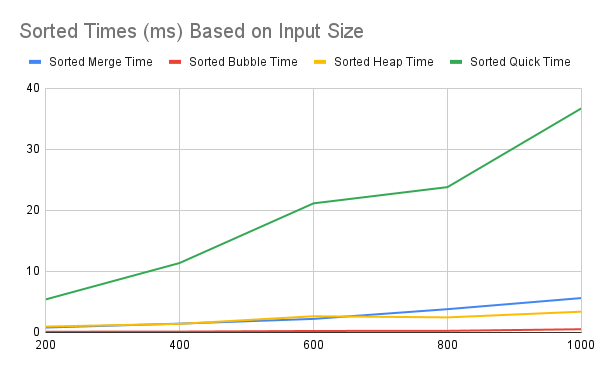 Sorted Times (ms) Based on Input Size
Sorted Merge Time Sorted Bubble Time Sorted Heap Time Sorted Quick Time
40
30
20
10
0
200 400 600 800 1000